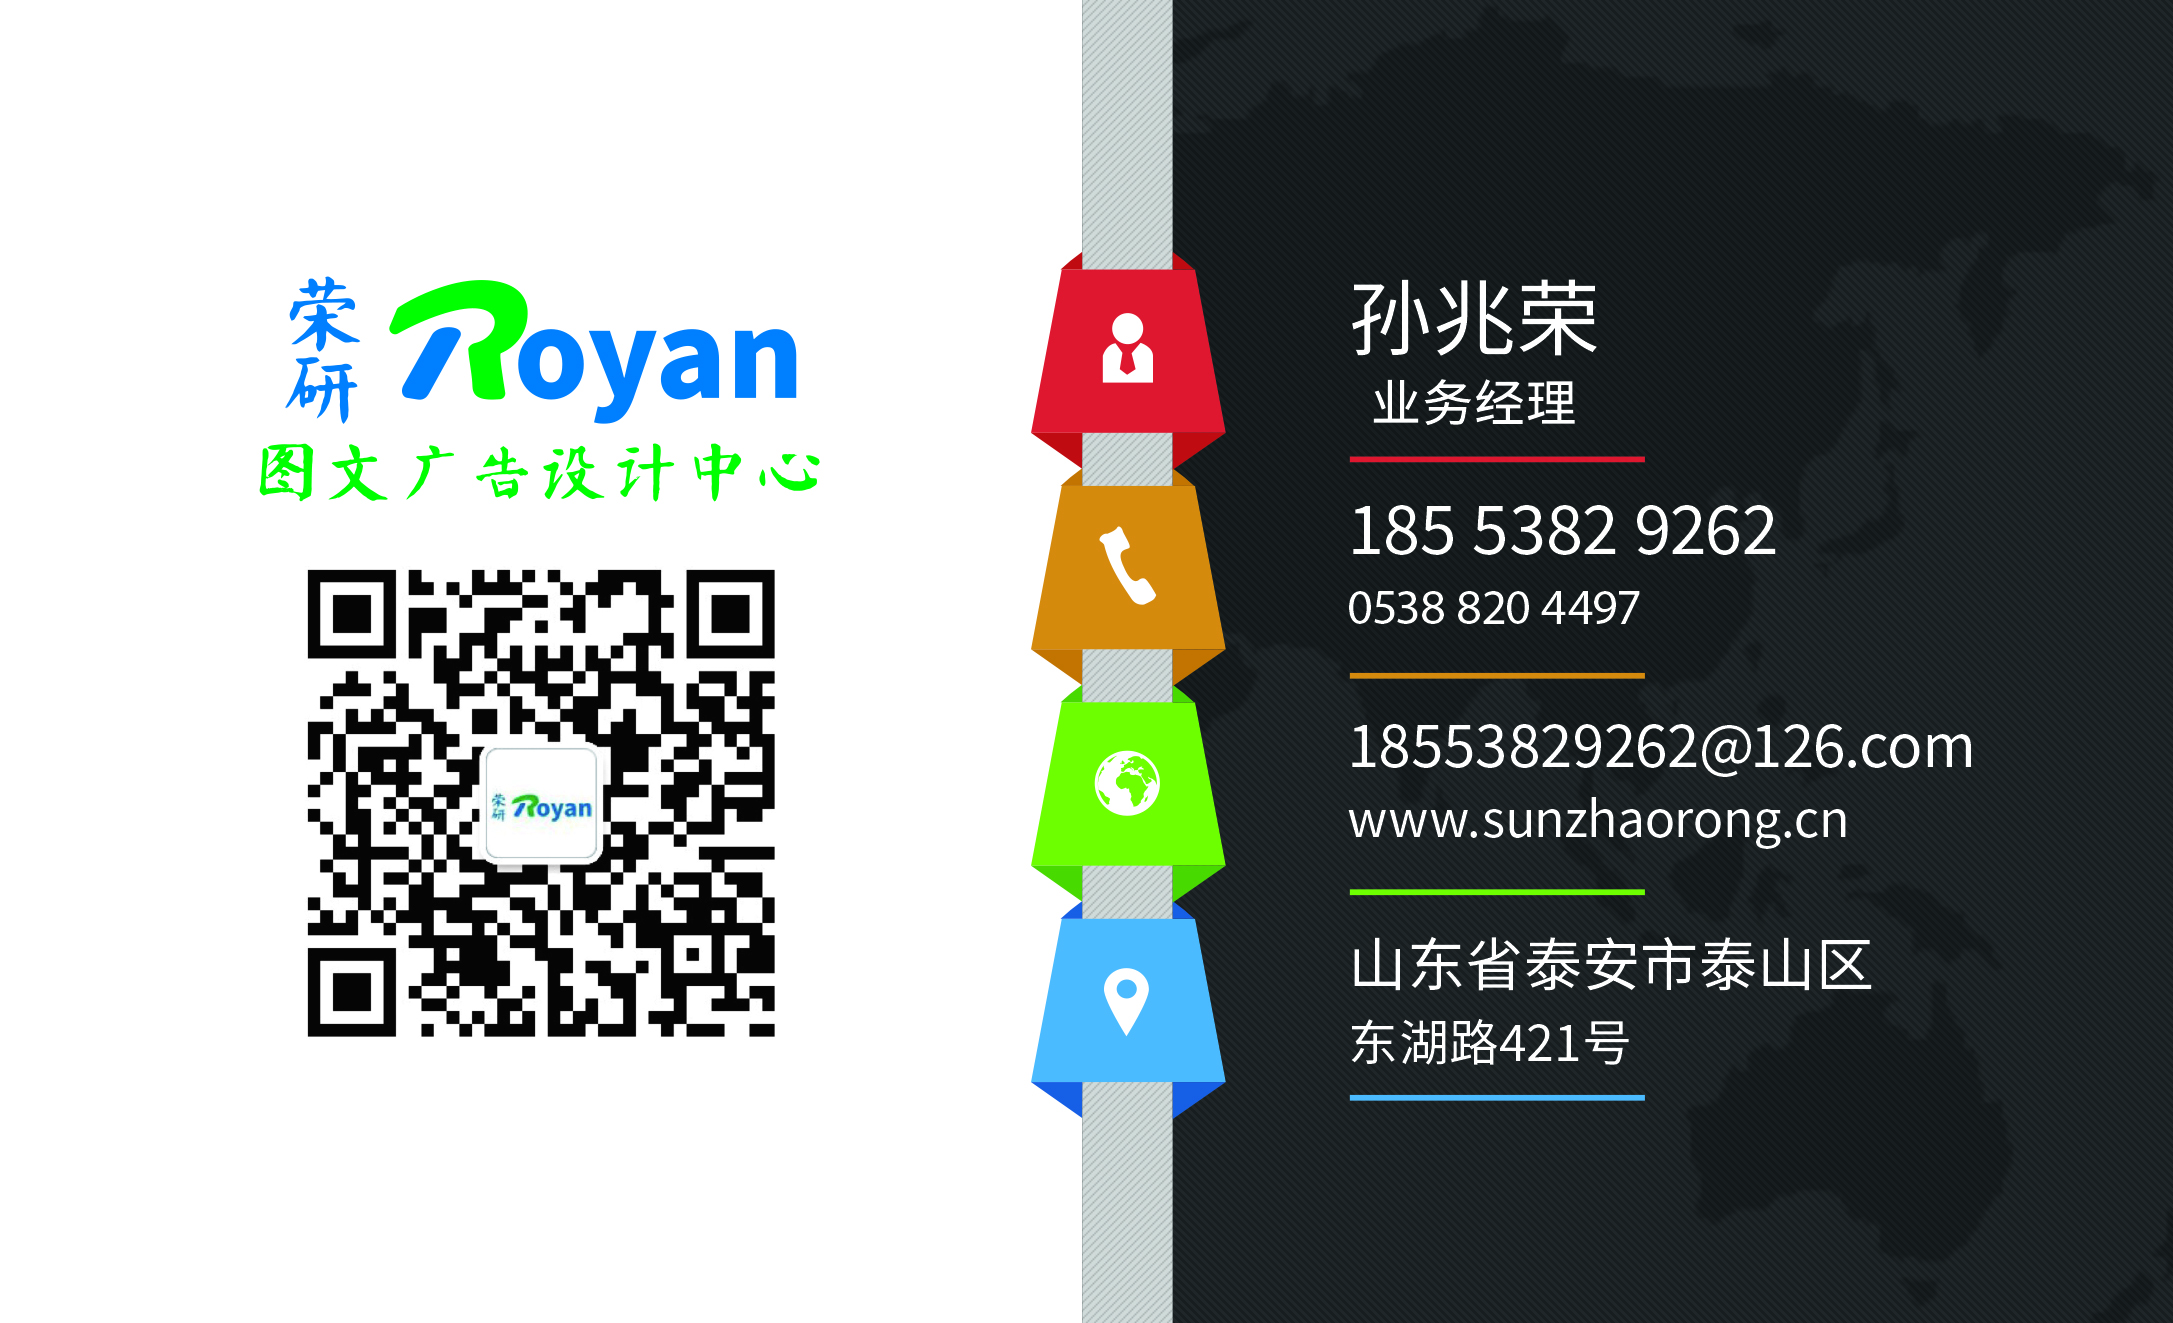 荣研 Royan
图文广告设计中心
荣研 Royan
孙兆荣
业务经理
185 5382 9262
0538 820 4497
18553829262@126.com
www.sunzhaorong.cn
山东省泰安市泰山区
东湖路421号